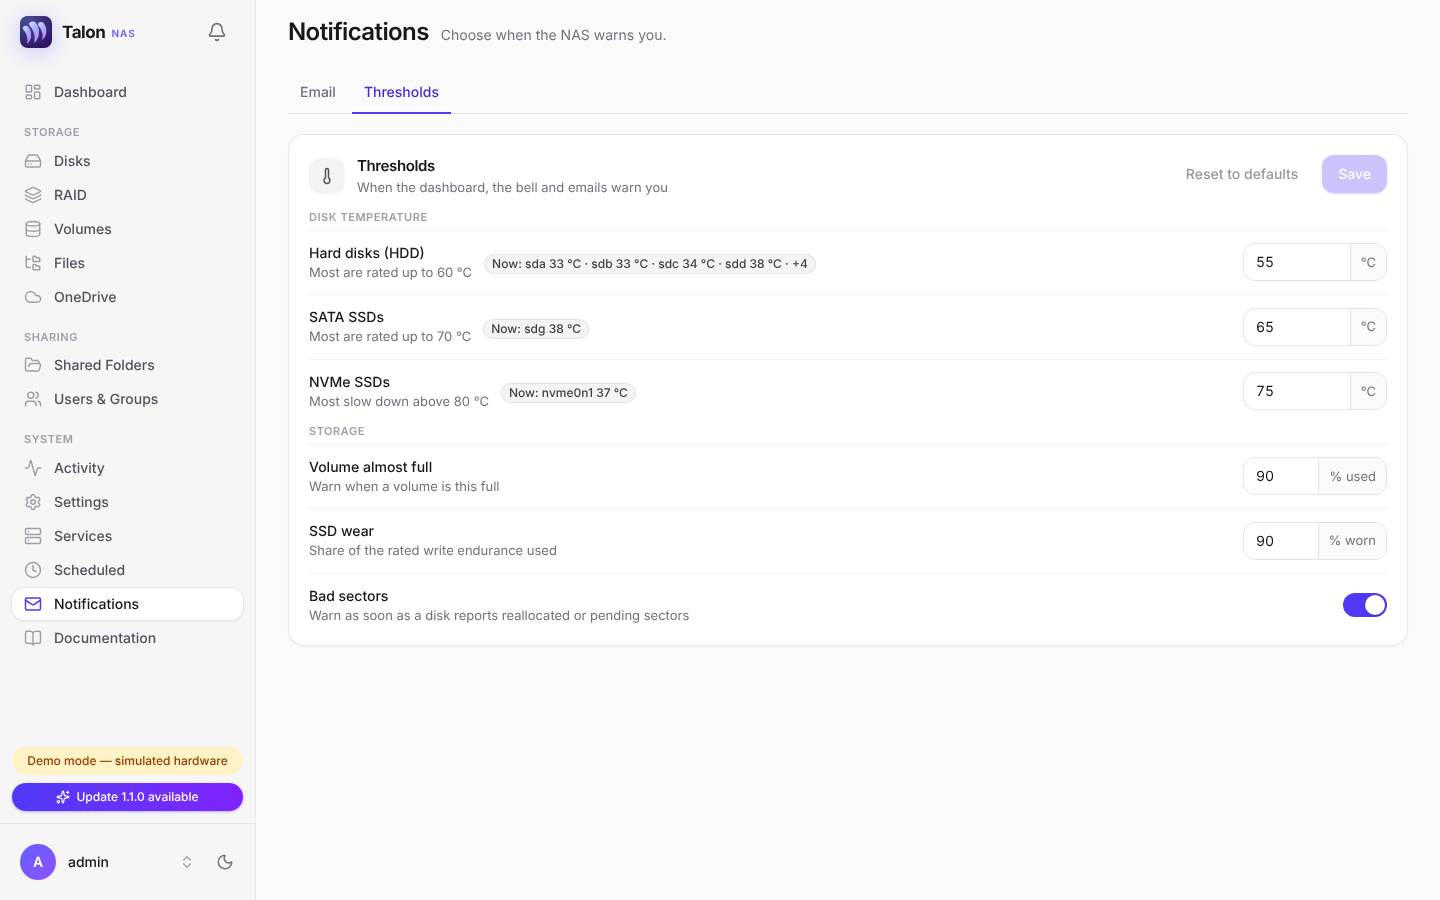 Talon NAS
Dashboard
STORAGE
Disks
RAID
Volumes
Files
OneDrive
SHARING
Shared Folders
Users & Groups
SYSTEM
Activity
Settings
Services
Scheduled
Notifications
Documentation
Demo mode — simulated hardware
Update 1.1.0 available
A admin
Notifications Choose when the NAS warns you.
Email Thresholds
Thresholds
When the dashboard, the bell and emails warn you
Reset to defaults Save
DISK TEMPERATURE
Hard disks (HDD)
Most are rated up to 60 °C
Now: sda 33 °C · sdb 33 °C · sdc 34 °C · sdd 38 °C · +4
55 °C
SATA SSDs
Most are rated up to 70 °C
Now: sdg 38 °C
65 °C
NVMe SSDs
Most slow down above 80 °C
Now: nvme0n1 37 °C
75 °C
STORAGE
Volume almost full
Warn when a volume is this full
90 % used
SSD wear
Share of the rated write endurance used
90 % worn
Bad sectors
Warn as soon as a disk reports reallocated or pending sectors